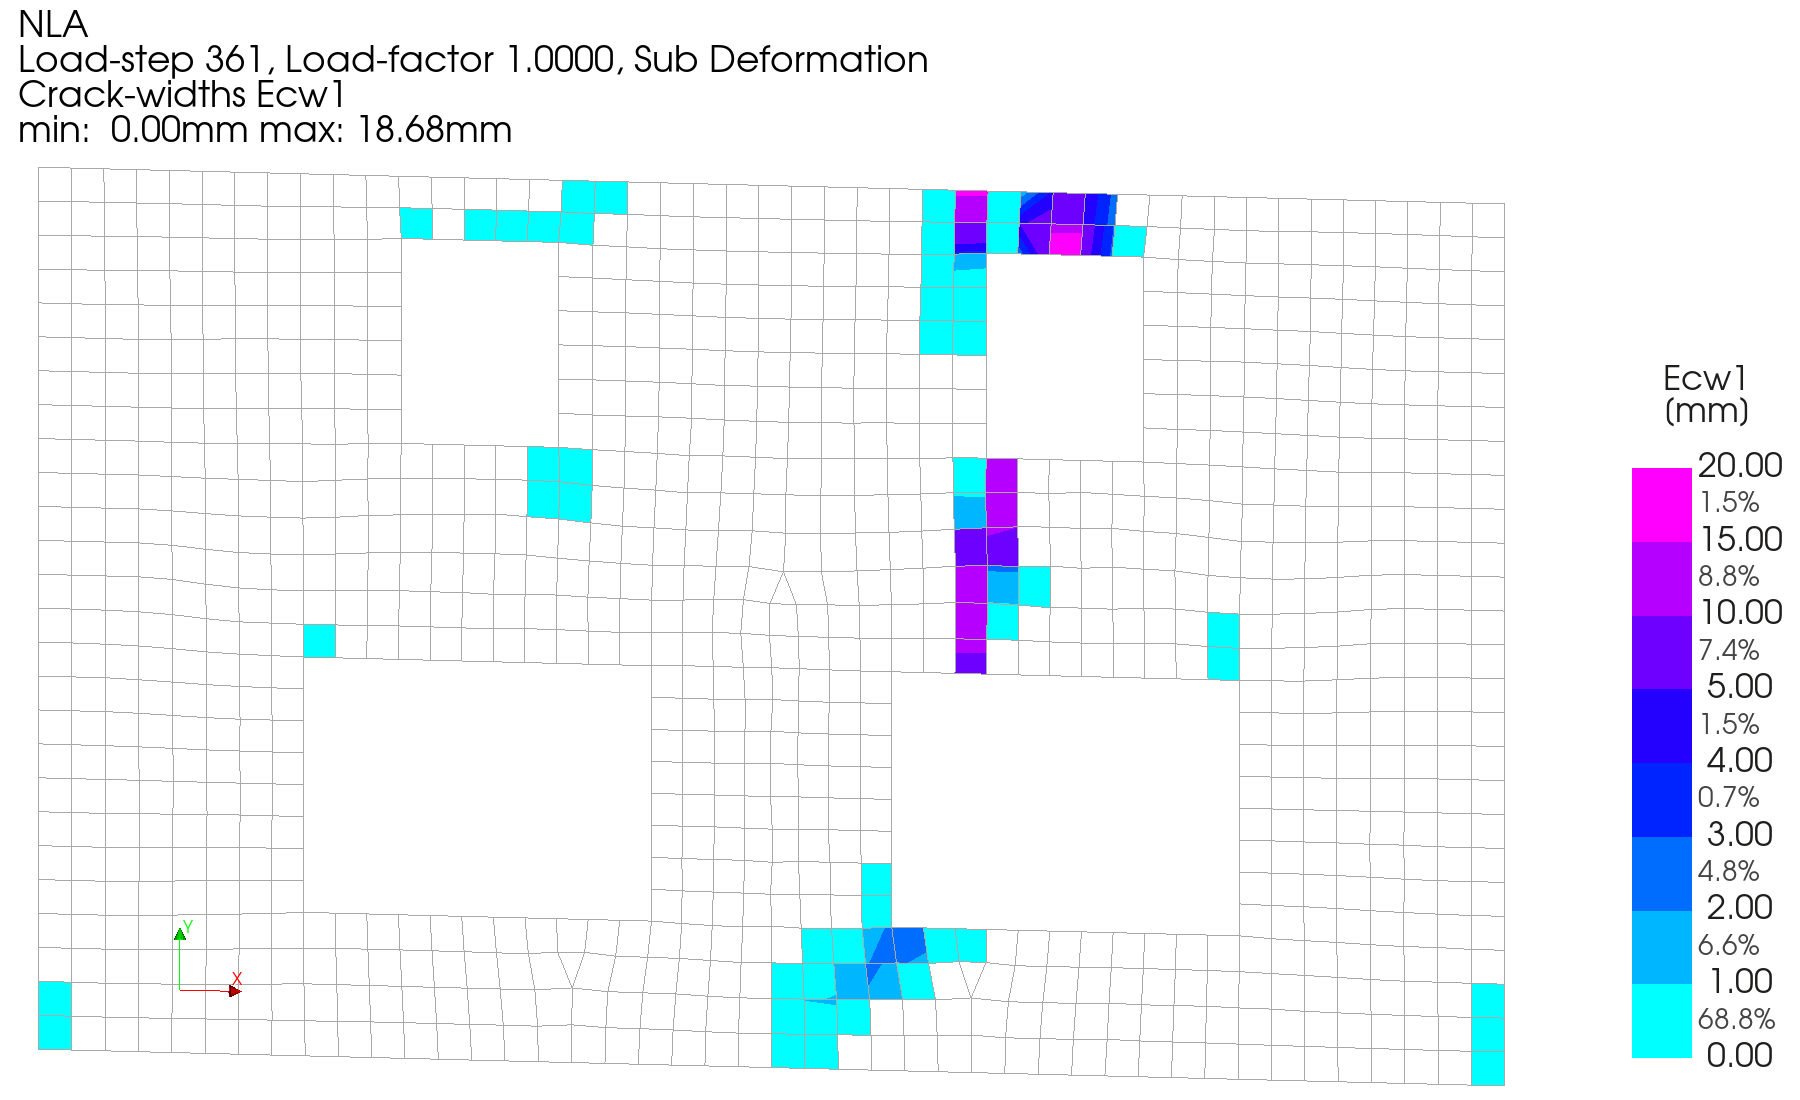 NLA
Load-step 361, Load-factor 1.0000, Sub Deformation
Crack-widths Ecw1
min:  0.00mm max: 18.68mm
Ecw1
(mm)
20.00
1.5%
15.00
8.8%
10.00
7.4%
5.00
1.5%
4.00
0.7%
3.00
4.8%
2.00
6.6%
1.00
68.8%
0.00
Y
X